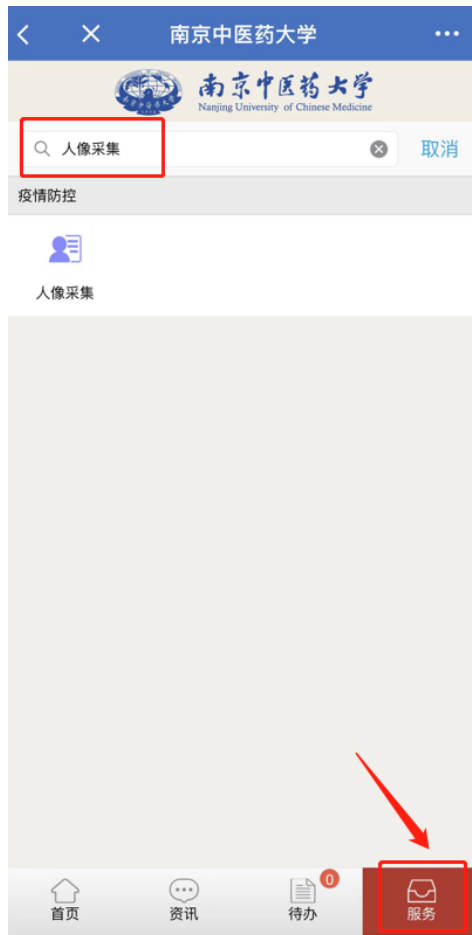 南京中医药大学
南京中医药大学
Nanjing University of Chinese Medicine
人像采集
取消
疫情防控
人像采集
0
首页
资讯
待办
服务